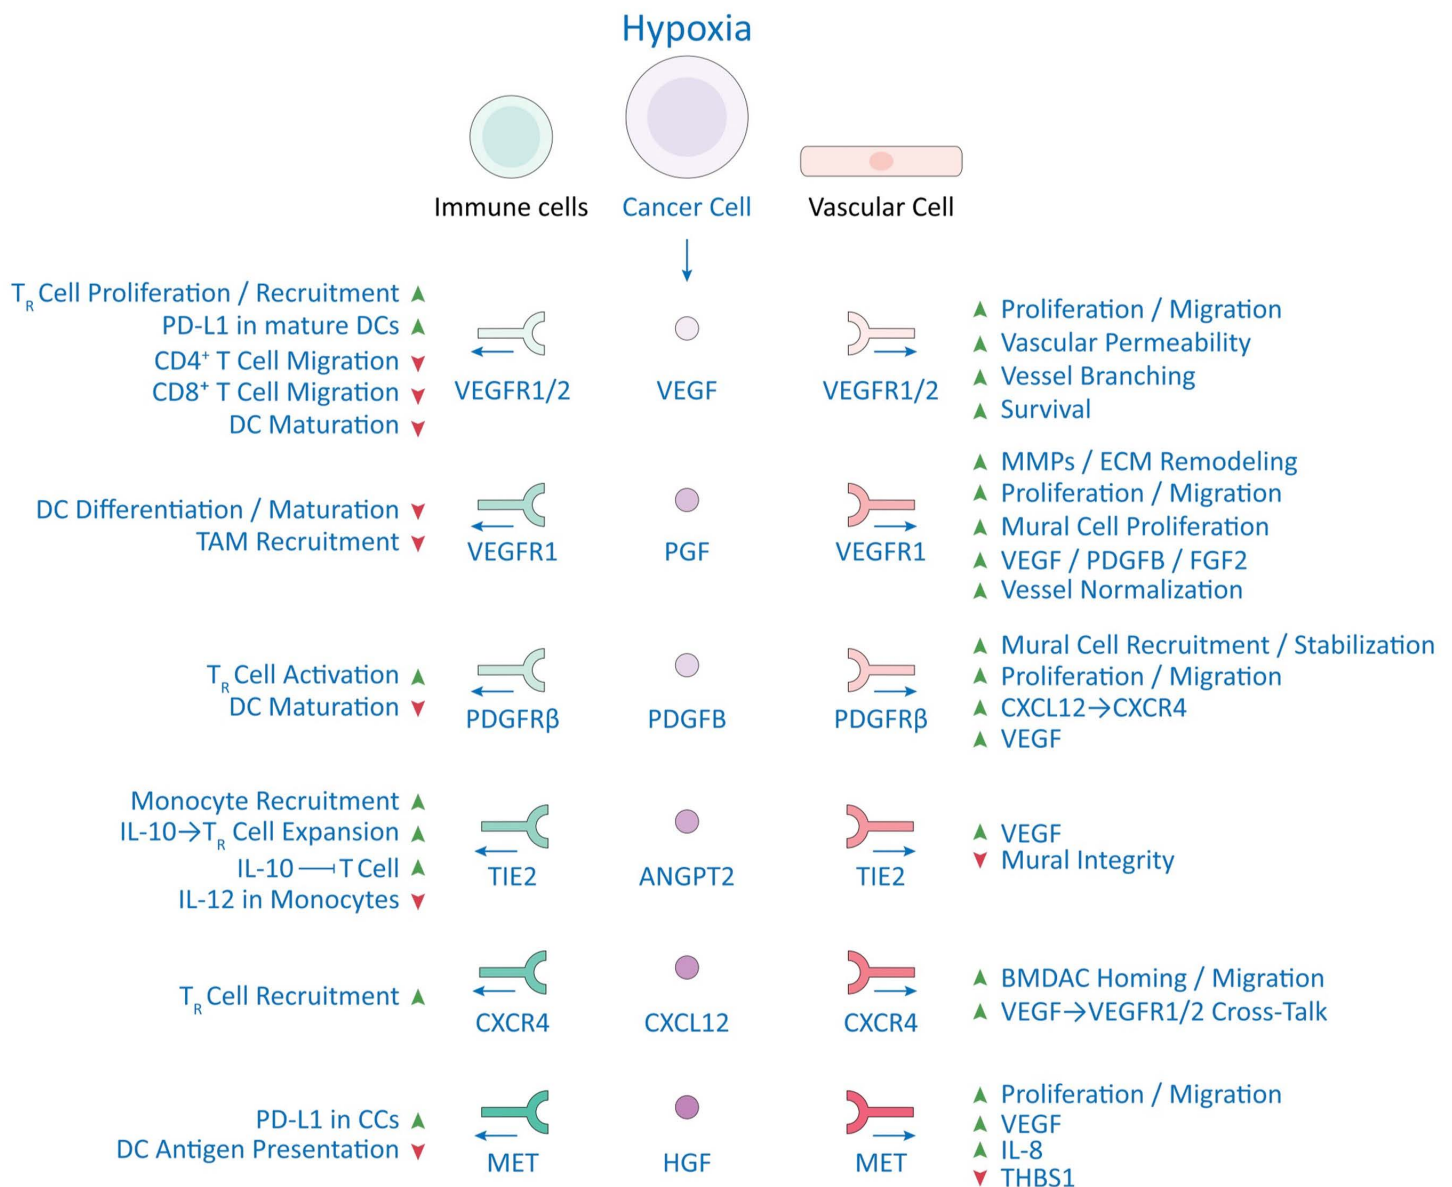 Hypoxia
Immune cells
Cancer Cell
Vascular Cell
TR Cell Proliferation / Recruitment
PD-L1 in mature DCs
CD4+ T Cell Migration
CD8+ T Cell Migration
DC Maturation
VEGFR1/2
VEGF
VEGFR1/2
Proliferation / Migration
Vascular Permeability
Vessel Branching
Survival
DC Differentiation / Maturation
TAM Recruitment
VEGFR1
PGF
VEGFR1
MMPs / ECM Remodeling
Proliferation / Migration
Mural Cell Proliferation
VEGF / PDGFB / FGF2
Vessel Normalization
TR Cell Activation
DC Maturation
PDGFRβ
PDGFB
PDGFRβ
Mural Cell Recruitment / Stabilization
Proliferation / Migration
CXCL12→CXCR4
VEGF
Monocyte Recruitment
IL-10→TR Cell Expansion
IL-10 ⊣ T Cell
IL-12 in Monocytes
TIE2
ANGPT2
TIE2
VEGF
Mural Integrity
TR Cell Recruitment
CXCR4
CXCL12
CXCR4
BMDAC Homing / Migration
VEGF→VEGFR1/2 Cross-Talk
PD-L1 in CCs
DC Antigen Presentation
MET
HGF
MET
Proliferation / Migration
VEGF
IL-8
THBS1